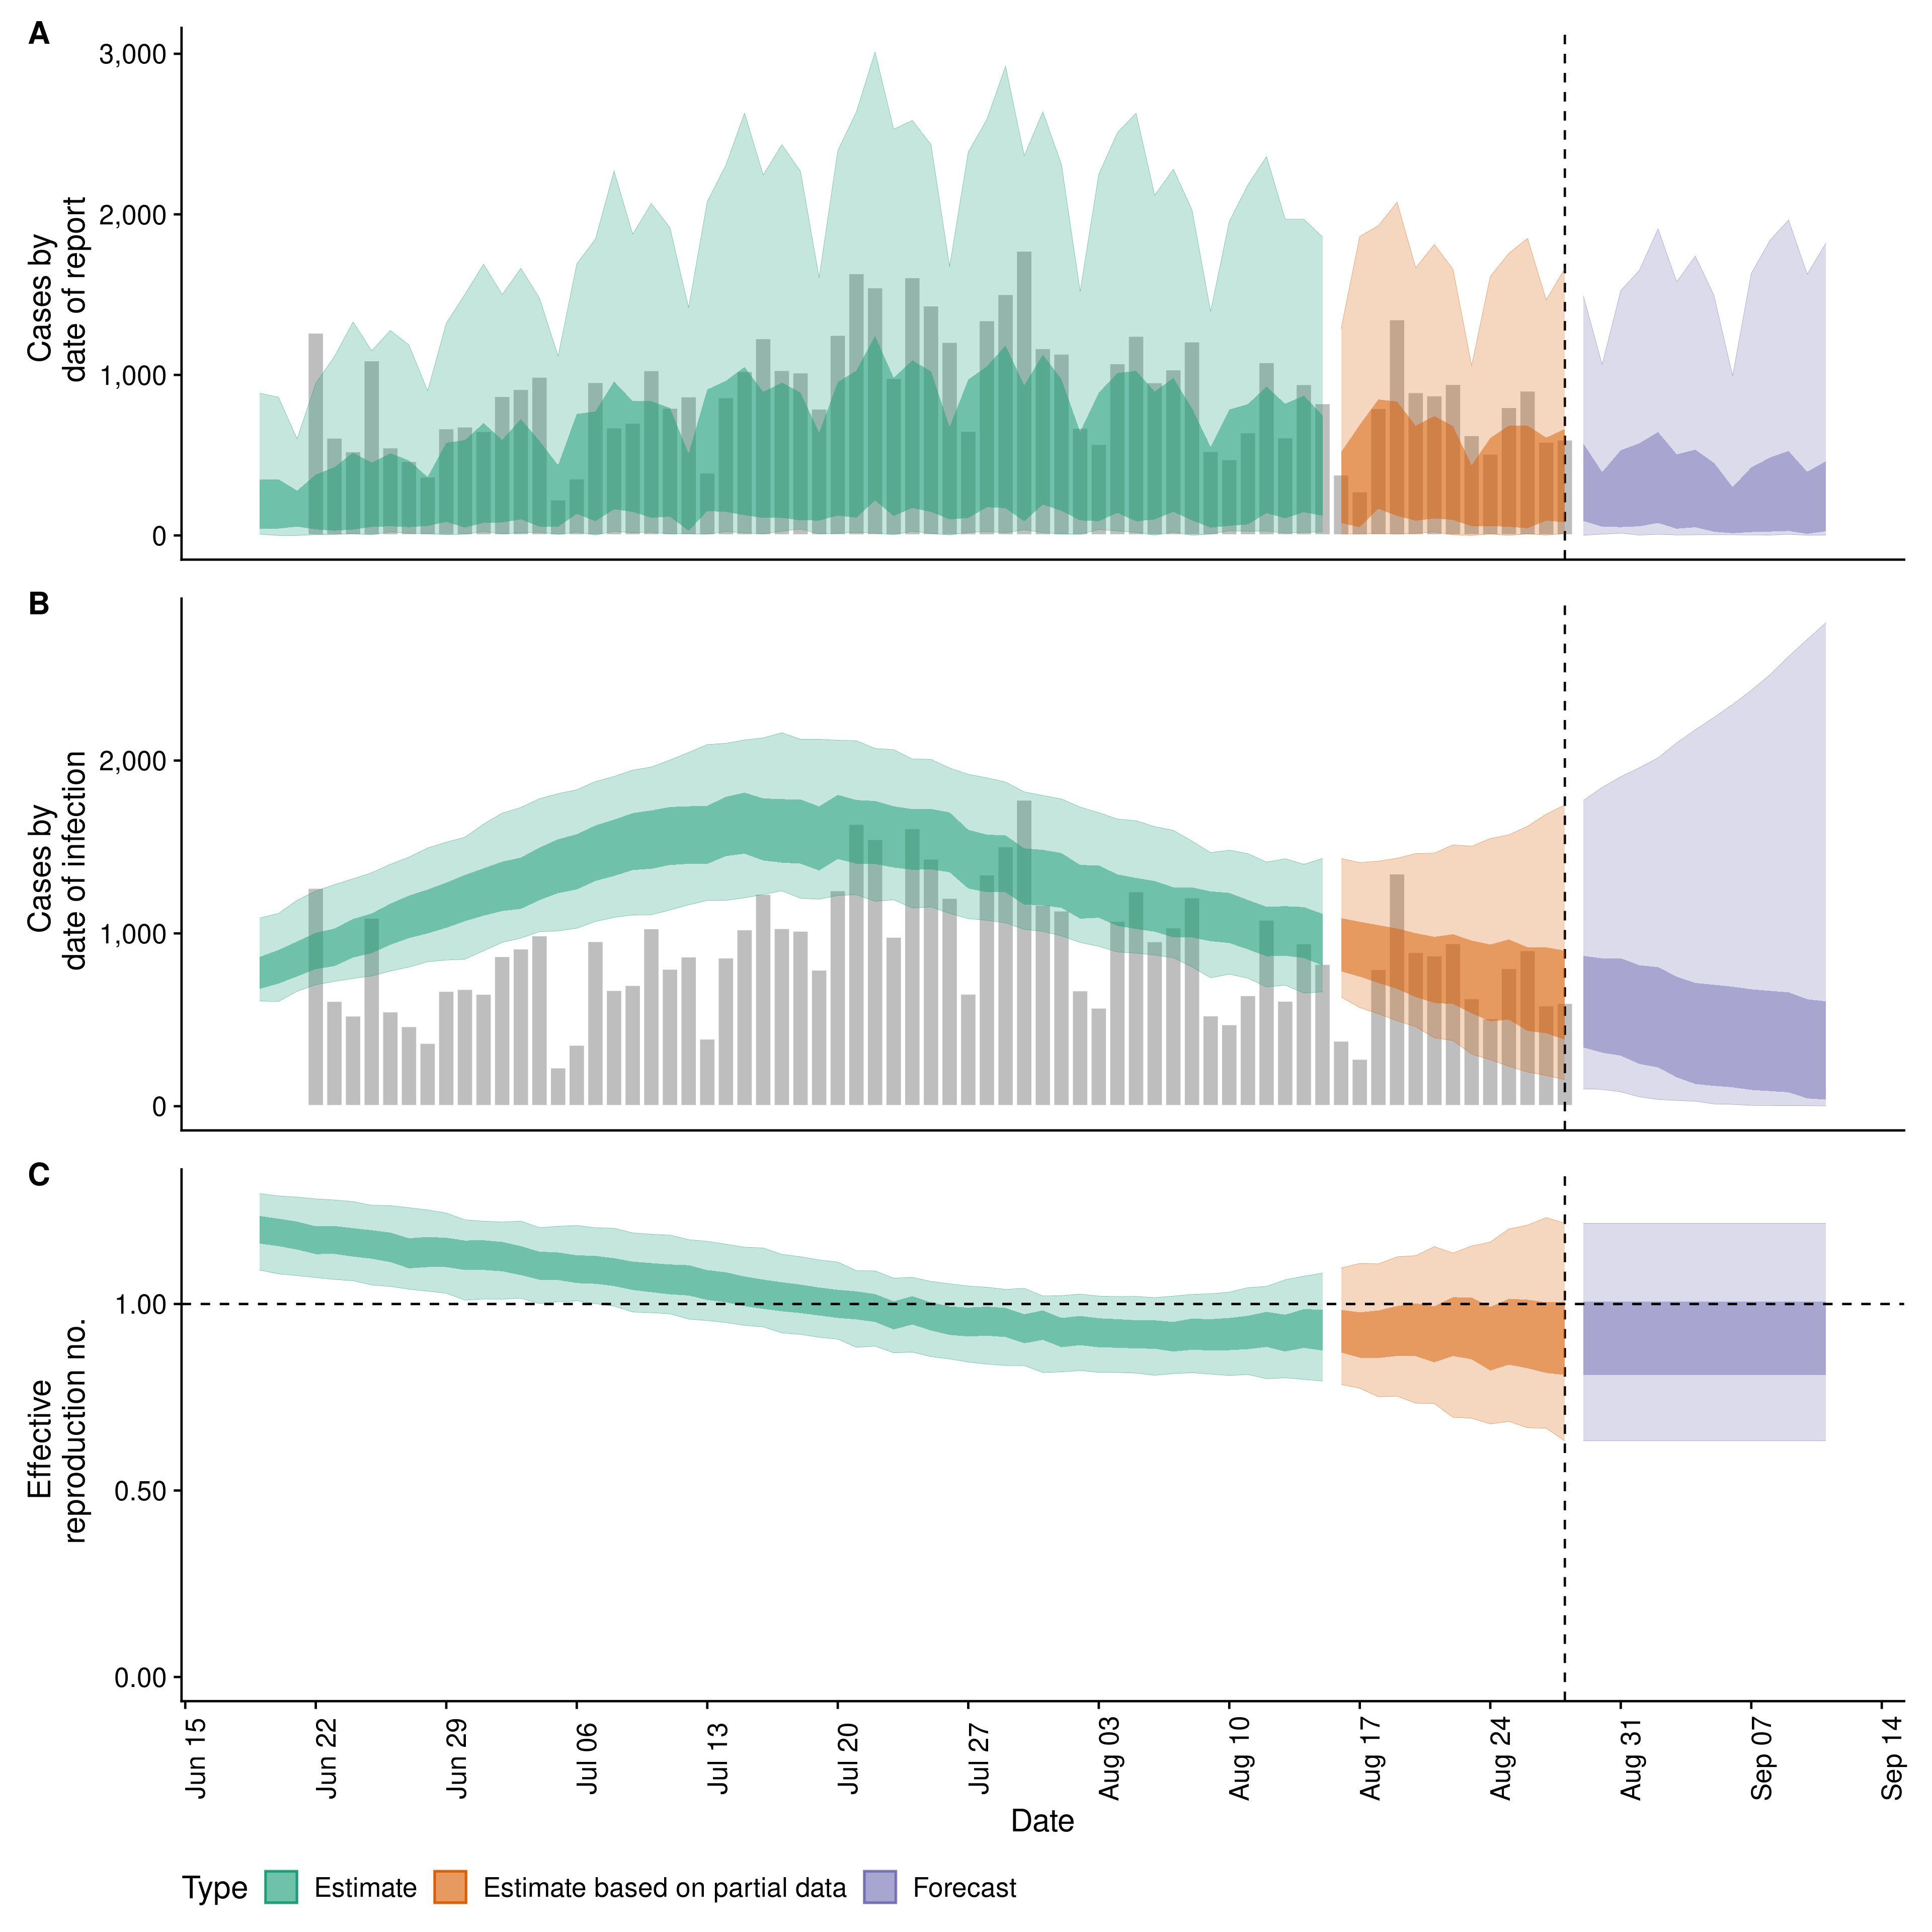 A
Cases by
date of report
3,000
2,000
1,000
0
B
Cases by
date of infection
2,000
1,000
0
C
Effective
reproduction no.
1.00
0.50
0.00
Jun 15
Jun 22
Jun 29
Jul 06
Jul 13
Jul 20
Jul 27
Aug 03
Aug 10
Aug 17
Aug 24
Aug 31
Sep 07
Sep 14
Date
Type Estimate Estimate based on partial data Forecast